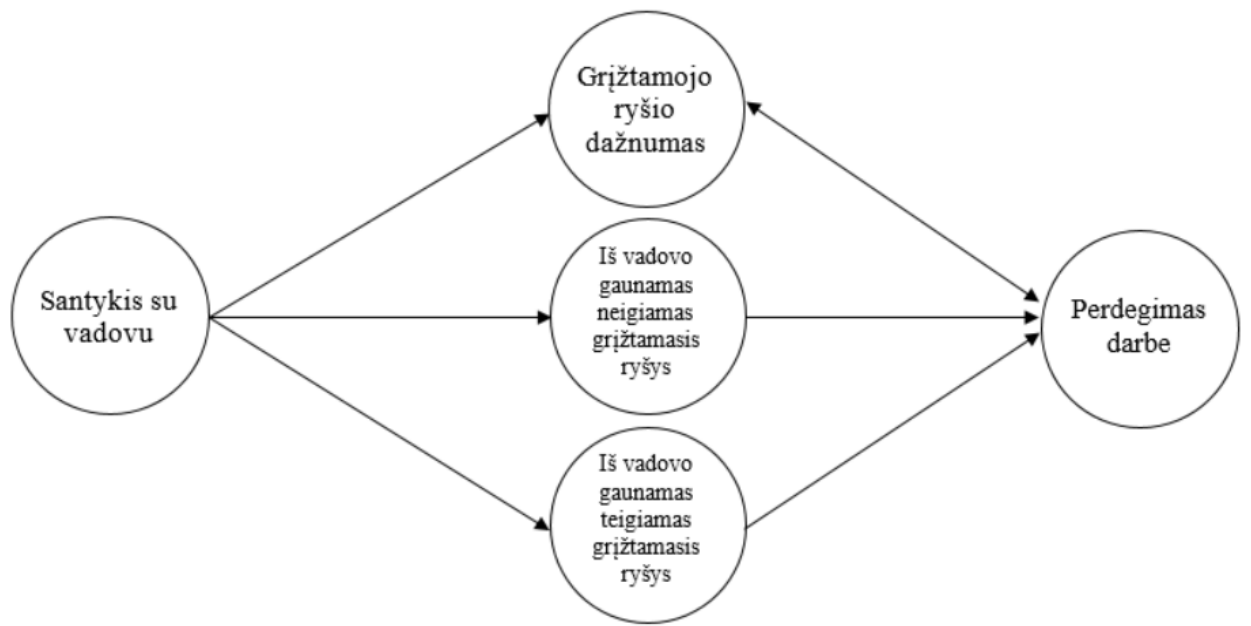 Grįžtamojo
ryšio
dažnumas
Santykis su
vadovu
Iš vadovo
gaunamas
neigiamas
grįžtamasis
ryšys
Perdegimas
darbe
Iš vadovo
gaunamas
teigiamas
grįžtamasis
ryšys